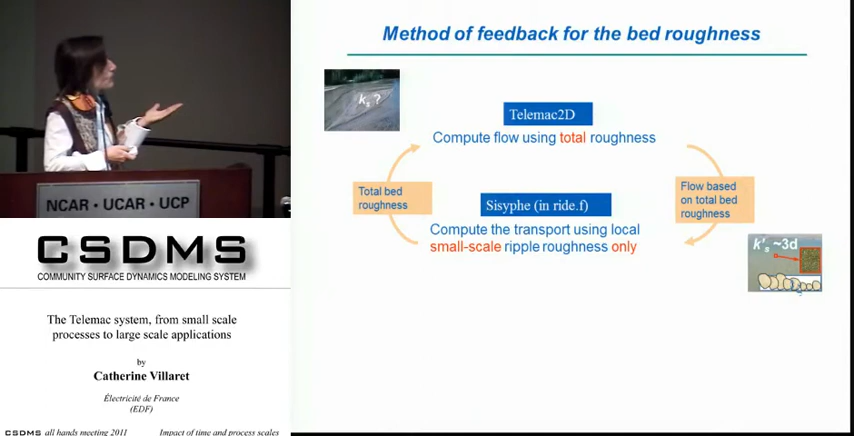 Method of feedback for the bed roughness
k s ?
Telemac2D
Compute flow using total roughness
Total bed
roughness
Flow based
on total bed
roughness
Sisyphe (in ride.f)
Compute the transport using local
small-scale ripple roughness only
k's ~3d
NCAR • UCAR • UCP
CSDMS
COMMUNITY SURFACE DYNAMICS MODELING SYSTEM
The Telemac system, from small scale
processes to large scale applications
by
Catherine Villaret
Électricité de France
(EDF)
CSDMS all hands meeting 2011 Impact of time and process scales